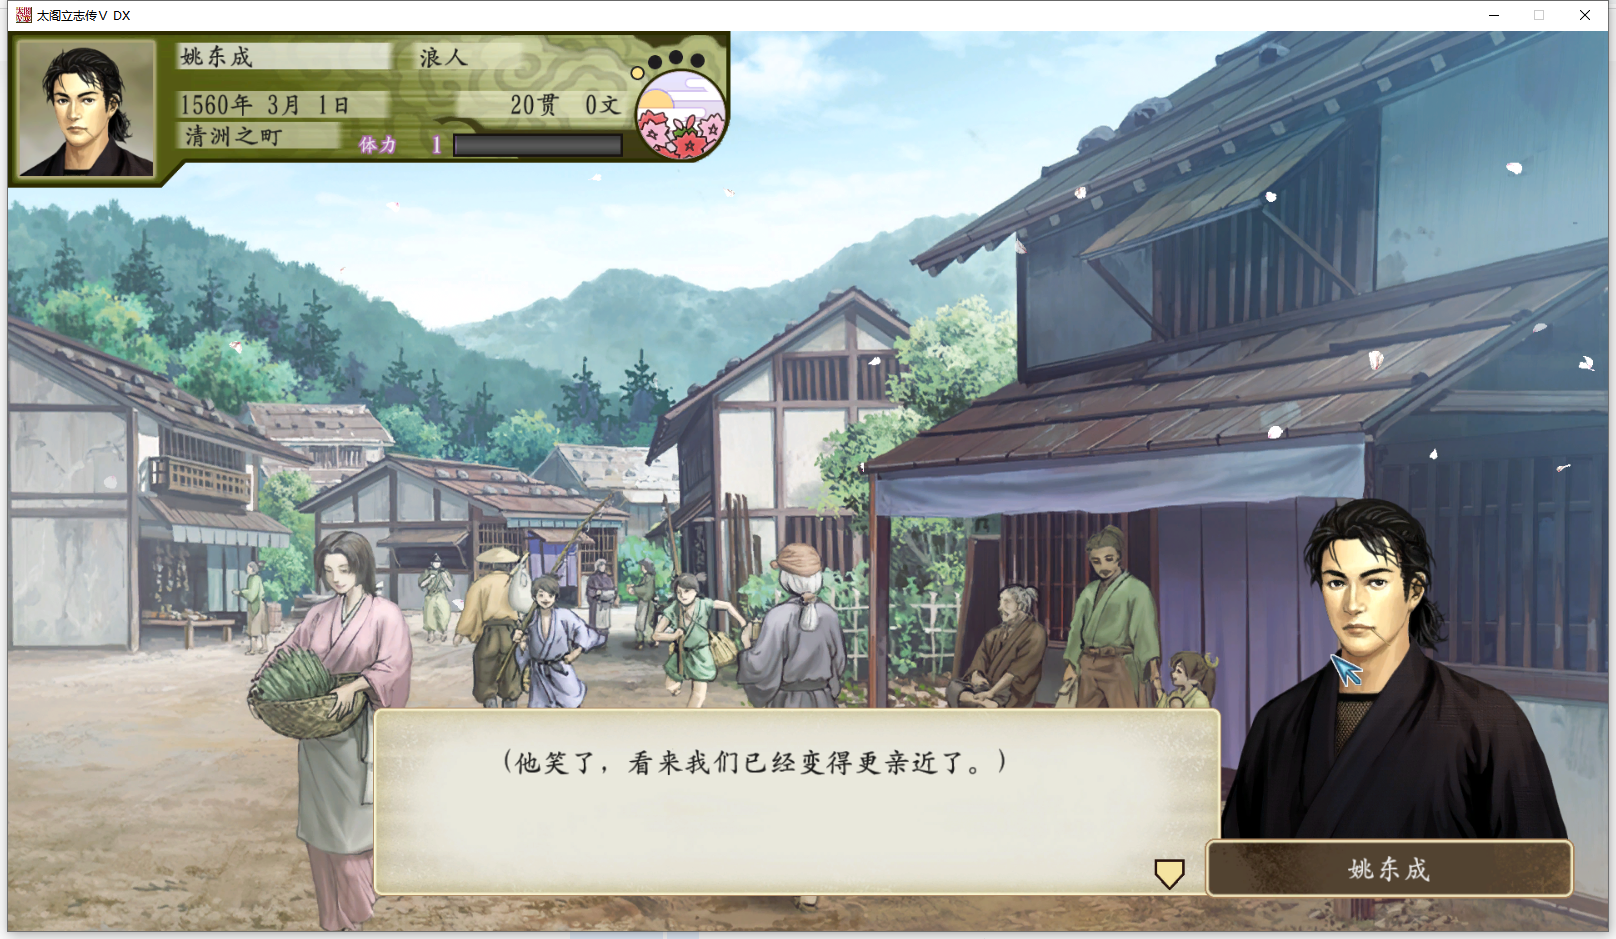 太阁立志传Ⅴ DX
姚东成 浪人
1560年 3月 1日 20贯 0文
清洲之町 体力 1
(他笑了，看来我们已经变得更亲近了。)
姚东成